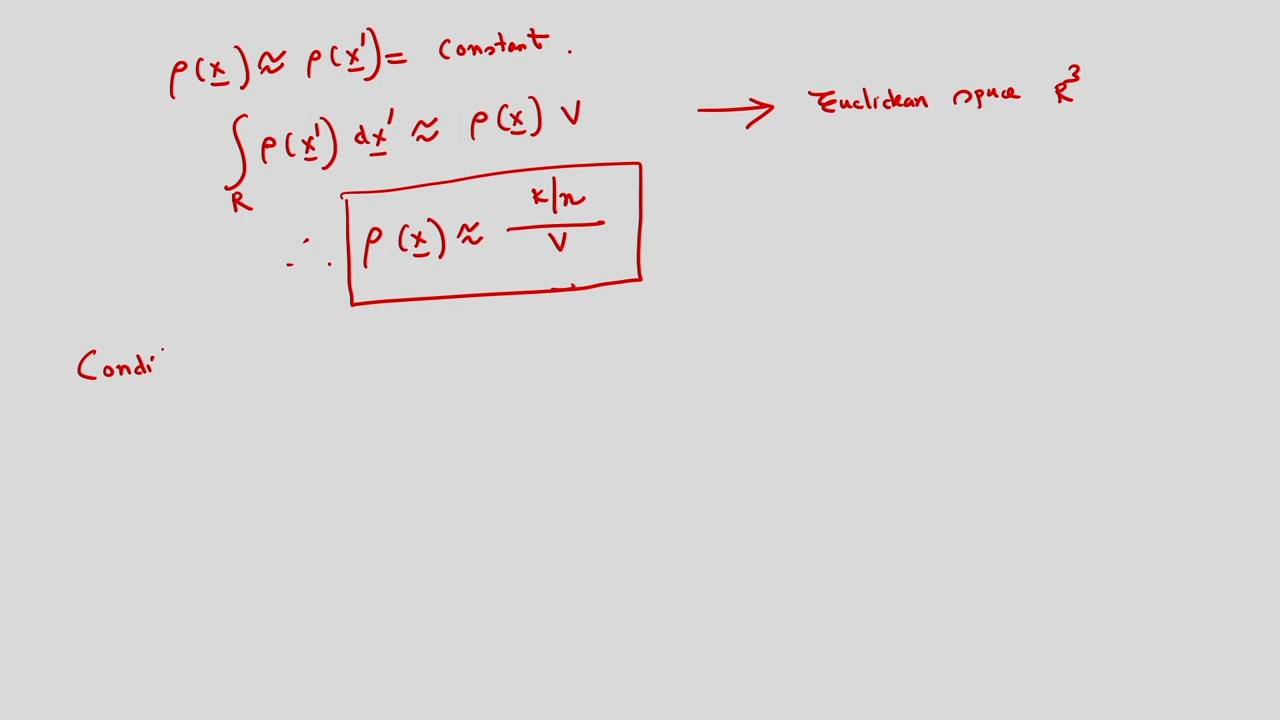 ρ(x) ≈ ρ(x') = constant.
∫_R ρ(x') dx' ≈ ρ(x) V → Euclidean space R³
∴ ρ(x) ≈ (k/n)/V
Condi